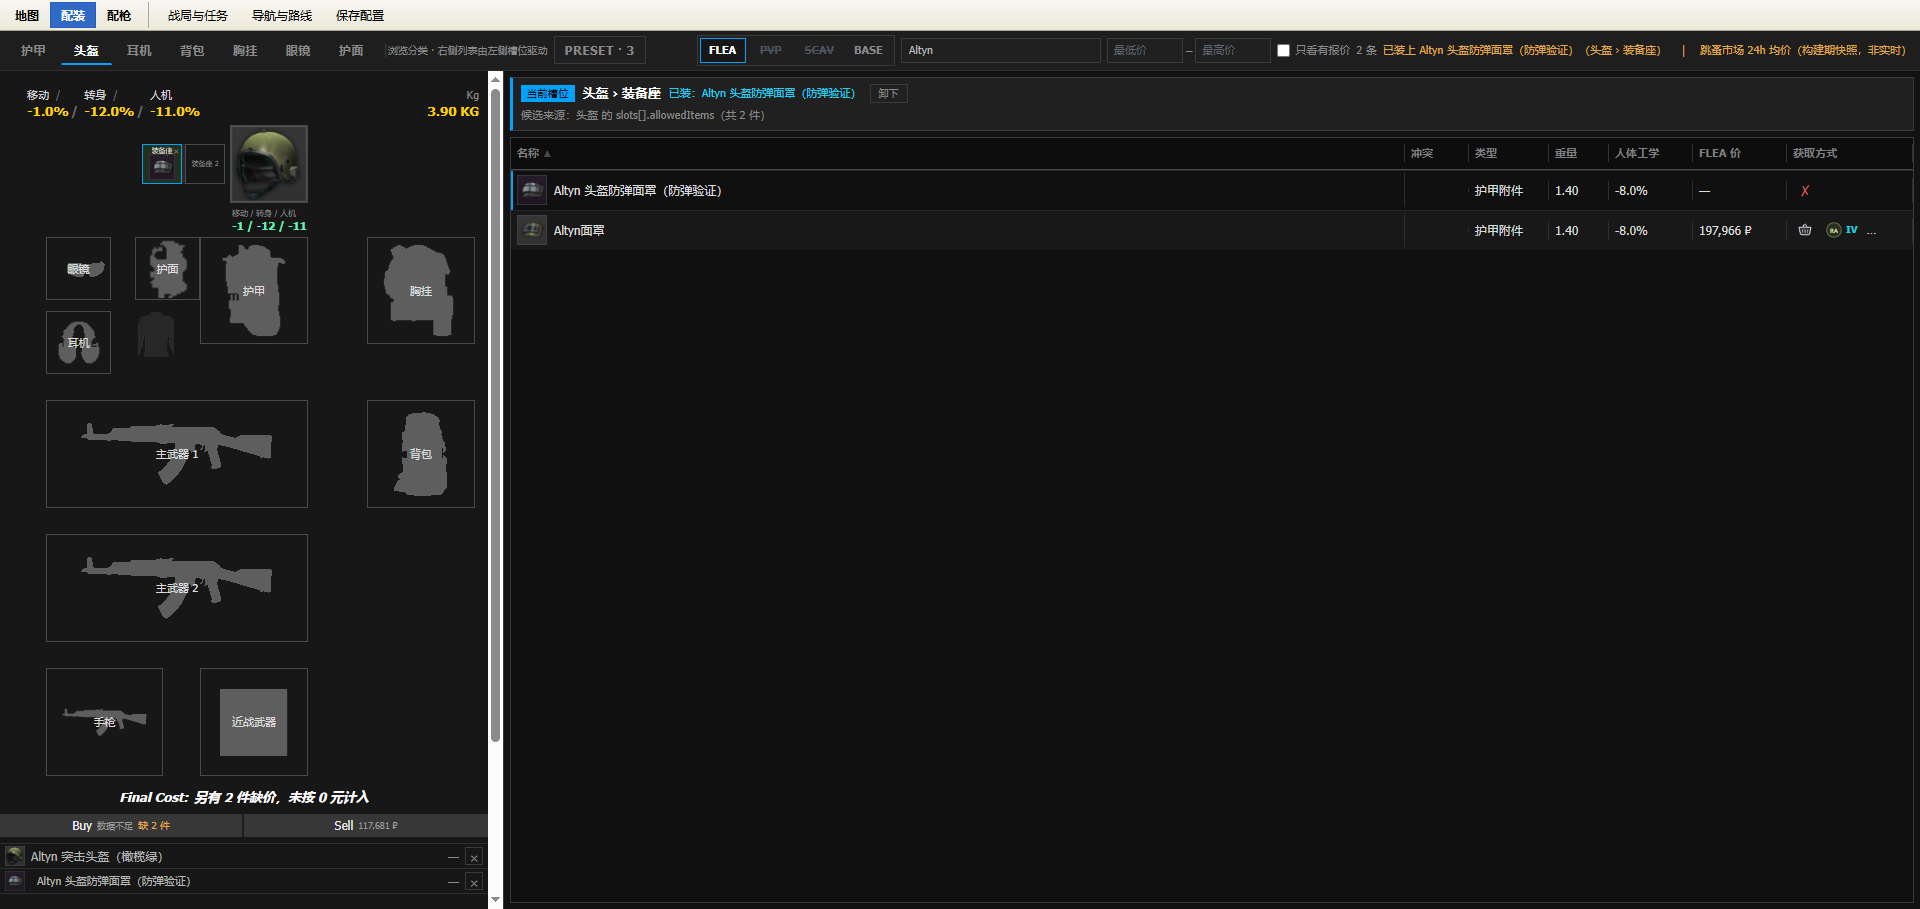 地图 配装 配枪 战局与任务 导航与路线 保存配置
护甲 头盔 耳机 背包 胸挂 眼镜 护面 浏览分类 · 右侧列表由左侧槽位驱动 PRESET · 3 FLEA PVP SCAV BASE Altyn 最低价 – 最高价 只看有报价 2 条 已装上 Altyn 头盔防弹面罩（防弹验证）（头盔 › 装备座） | 跳蚤市场 24h 均价（构建期快照，非实时）
移动 / 转身 / 人机 Kg
-1.0% / -12.0% / -11.0% 3.90 KG
装备座 ×
装备座 2
移动 / 转身 / 人机
-1 / -12 / -11
眼镜
护面
护甲
胸挂
耳机
主武器 1
背包
主武器 2
手枪
近战武器
Final Cost: 另有 2 件缺价，未按 0 元计入
Buy 数据不足 缺 2 件 Sell 117,681 ₽
Altyn 突击头盔（橄榄绿） — ×
Altyn 头盔防弹面罩（防弹验证） — ×
当前槽位 头盔 › 装备座 已装：Altyn 头盔防弹面罩（防弹验证） 卸下
候选来源：头盔 的 slots[].allowedItems（共 2 件）
名称 ▲ 冲突 类型 重量 人体工学 FLEA 价 获取方式
Altyn 头盔防弹面罩（防弹验证） 护甲附件 1.40 -8.0% — ✗
Altyn面罩 护甲附件 1.40 -8.0% 197,966 ₽ RA IV ...